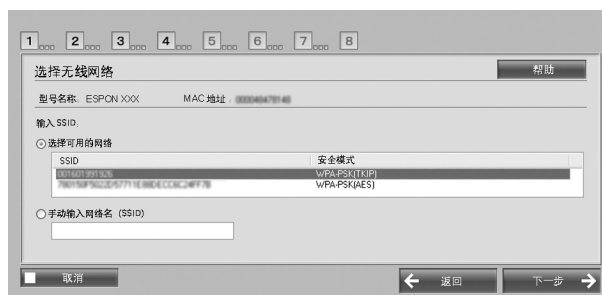 1 2 3 4 5 6 7 8
选择无线网络 帮助
型号名称: ESPON XXX MAC 地址:
输入 SSID:
选择可用的网络
SSID 安全模式
001601991926 WPA-PSK(TKIP)
WPA-PSK(AES)
手动输入网络名 (SSID)
取消 返回 下一步